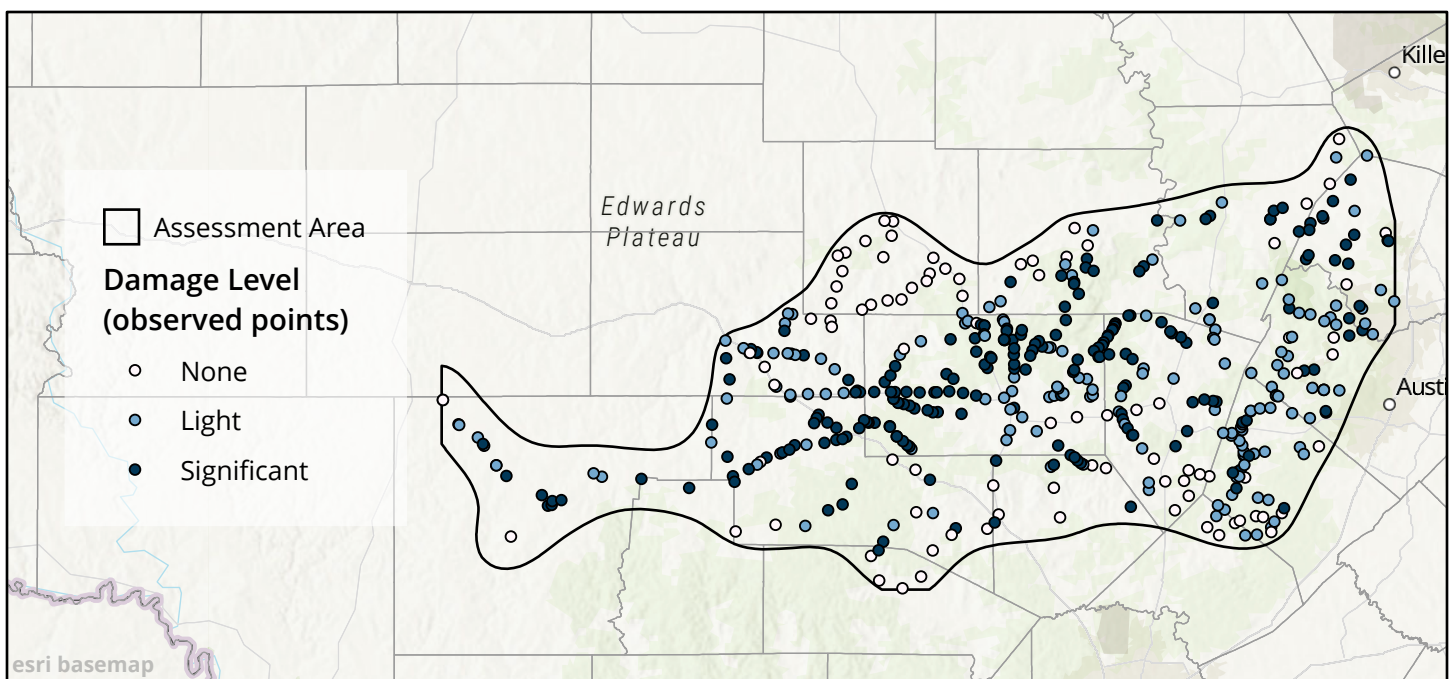 Kille
Edwards
Plateau
Assessment Area
Damage Level
(observed points)
None
Light
Significant
Austi
esri basemap